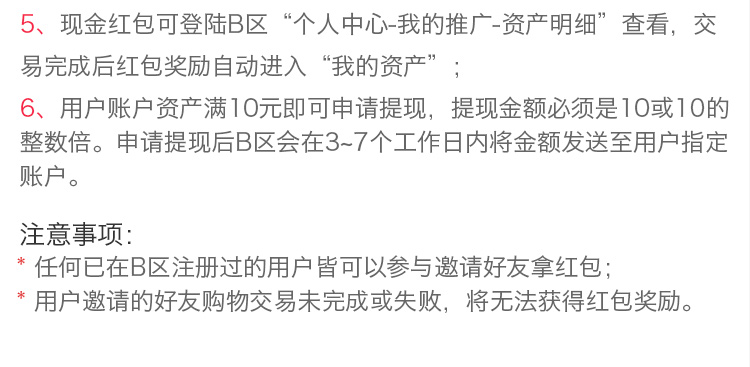 5、现金红包可登陆B区“个人中心-我的推广-资产明细”查看，交
易完成后红包奖励自动进入“我的资产”；
6、用户账户资产满10元即可申请提现，提现金额必须是10或10的
整数倍。申请提现后B区会在3~7个工作日内将金额发送至用户指定
账户。
注意事项：
* 任何已在B区注册过的用户皆可以参与邀请好友拿红包；
* 用户邀请的好友购物交易未完成或失败，将无法获得红包奖励。